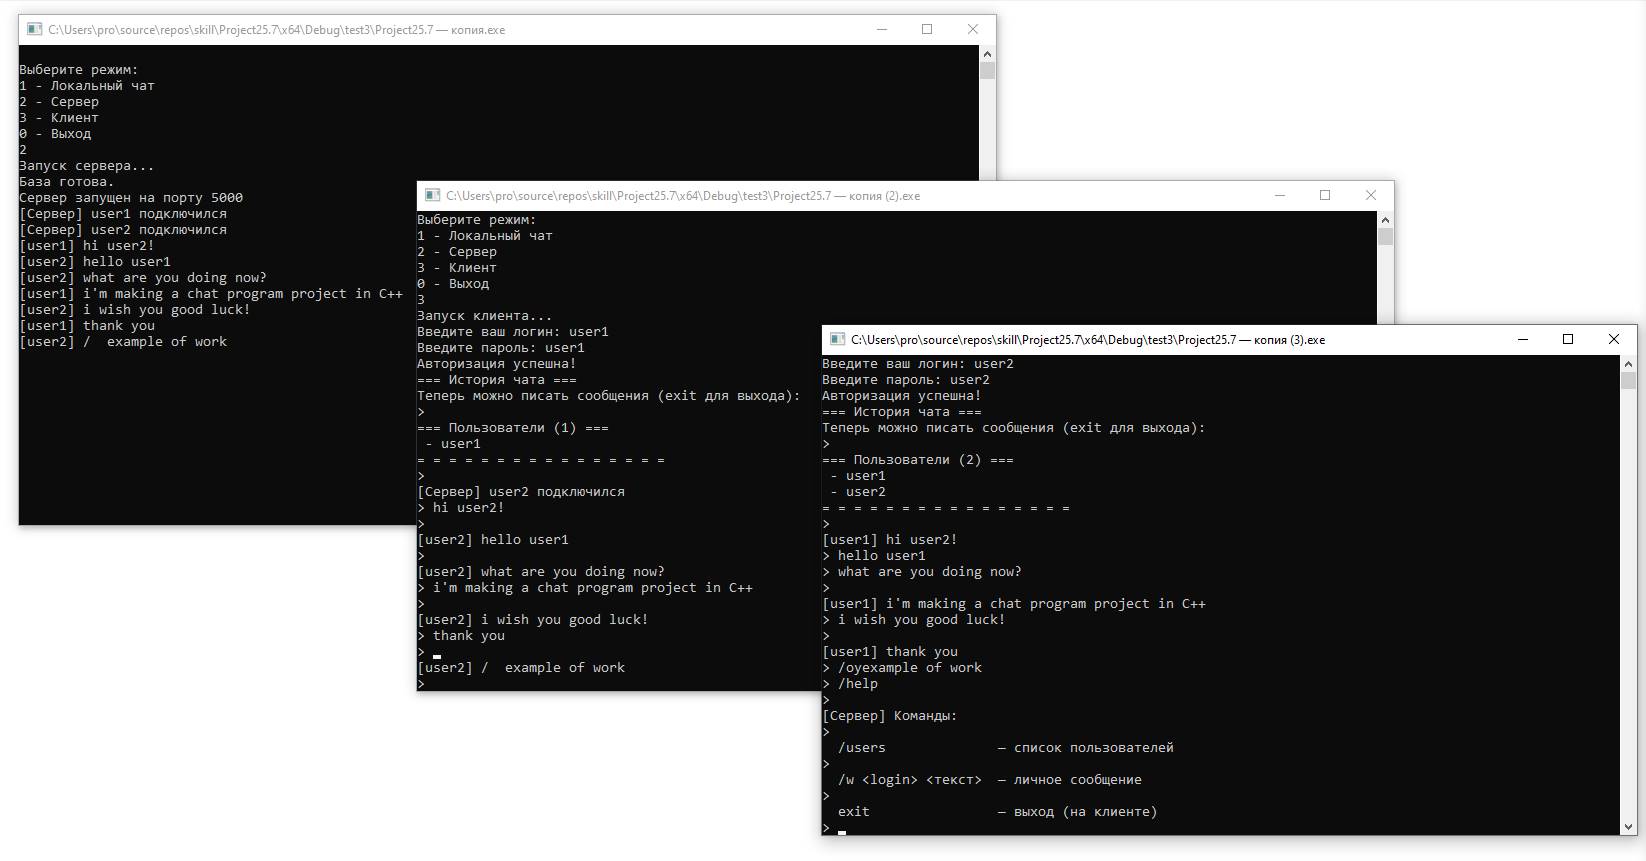 C:\Users\pro\source\repos\skill\Project25.7\x64\Debug\test3\Project25.7 — копия.exe
Выберите режим:
1 - Локальный чат
2 - Сервер
3 - Клиент
0 - Выход
2
Запуск сервера...
База готова.
Сервер запущен на порту 5000
[Сервер] user1 подключился
[Сервер] user2 подключился
[user1] hi user2!
[user2] hello user1
[user2] what are you doing now?
[user1] i'm making a chat program project in C++
[user2] i wish you good luck!
[user1] thank you
[user2] /  example of work
C:\Users\pro\source\repos\skill\Project25.7\x64\Debug\test3\Project25.7 — копия (2).exe
Выберите режим:
1 - Локальный чат
2 - Сервер
3 - Клиент
0 - Выход
3
Запуск клиента...
Введите ваш логин: user1
Введите пароль: user1
Авторизация успешна!
=== История чата ===
Теперь можно писать сообщения (exit для выхода):
>
=== Пользователи (1) ===
- user1
= = = = = = = = = = = = = = = =
>
[Сервер] user2 подключился
> hi user2!
>
[user2] hello user1
>
[user2] what are you doing now?
> i'm making a chat program project in C++
>
[user2] i wish you good luck!
> thank you
>
[user2] /  example of work
>
C:\Users\pro\source\repos\skill\Project25.7\x64\Debug\test3\Project25.7 — копия (3).exe
Введите ваш логин: user2
Введите пароль: user2
Авторизация успешна!
=== История чата ===
Теперь можно писать сообщения (exit для выхода):
>
=== Пользователи (2) ===
- user1
- user2
= = = = = = = = = = = = = = = =
>
[user1] hi user2!
> hello user1
> what are you doing now?
>
[user1] i'm making a chat program project in C++
> i wish you good luck!
>
[user1] thank you
> /oyexample of work
> /help
>
[Сервер] Команды:
>
/users — список пользователей
>
/w <login> <текст> — личное сообщение
>
exit — выход (на клиенте)
>